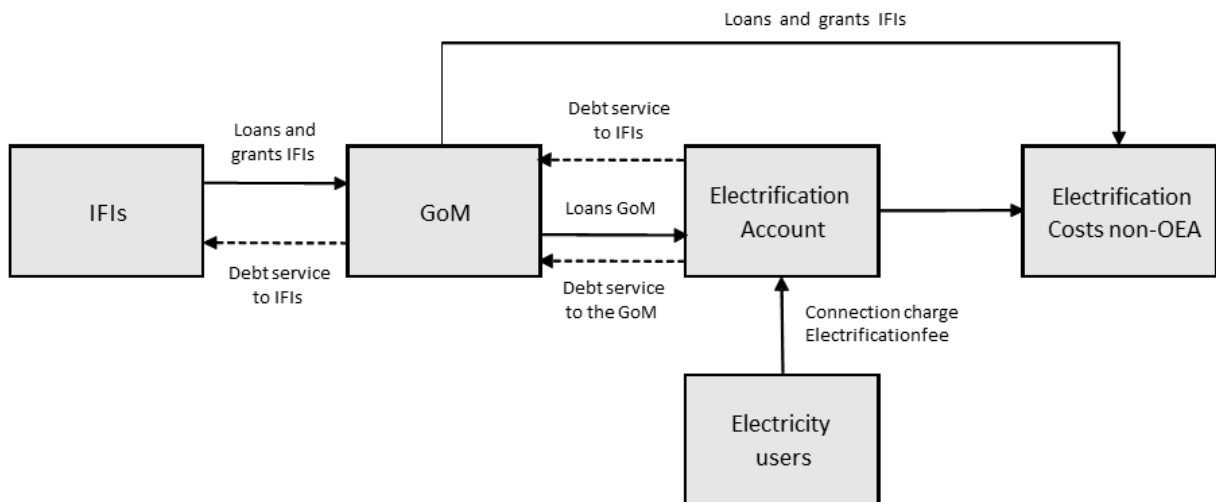 Loans and grants IFIs
Debt service
to IFIs
Loans and
grants IFIs
IFIs
GoM
Loans GoM
Electrification
Account
Electrification
Costs non-OEA
Debt service
to IFIs
Debt service
to the GoM
Connection charge
Electrificationfee
Electricity
users